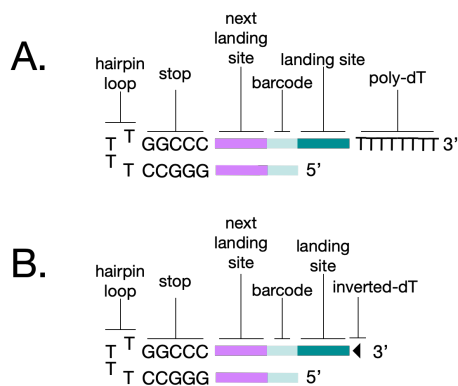 A.
next
landing
site
hairpin
loop
stop
barcode
landing site
poly-dT
T T GGCCC TTTTTTTT 3’
T
T CCGGG 5’
B.
next
landing
site
hairpin
loop
stop
barcode
landing
site
inverted-dT
T T GGCCC 3’
T
T CCGGG 5’